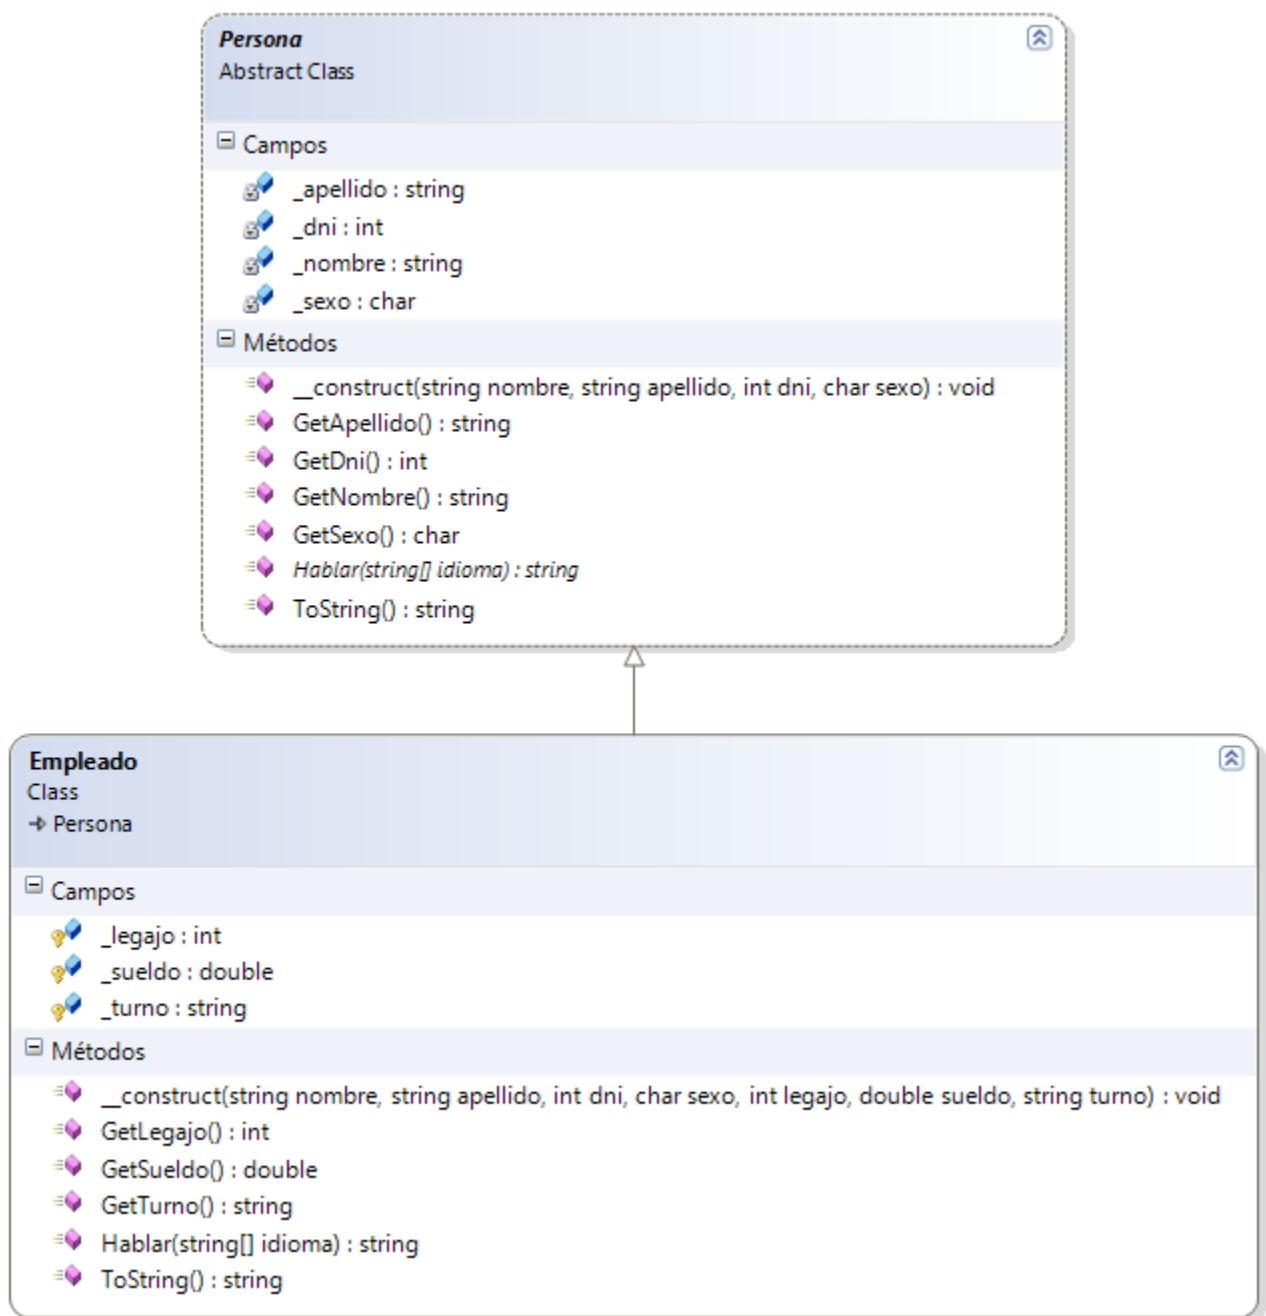 Persona
Abstract Class
Campos
_apellido : string
_dni : int
_nombre : string
_sexo : char
Métodos
__construct(string nombre, string apellido, int dni, char sexo) : void
GetApellido() : string
GetDni() : int
GetNombre() : string
GetSexo() : char
Hablar(string[] idioma) : string
ToString() : string
Empleado
Class
Persona
Campos
_legajo : int
_sueldo : double
_turno : string
Métodos
__construct(string nombre, string apellido, int dni, char sexo, int legajo, double sueldo, string turno) : void
GetLegajo() : int
GetSueldo() : double
GetTurno() : string
Hablar(string[] idioma) : string
ToString() : string